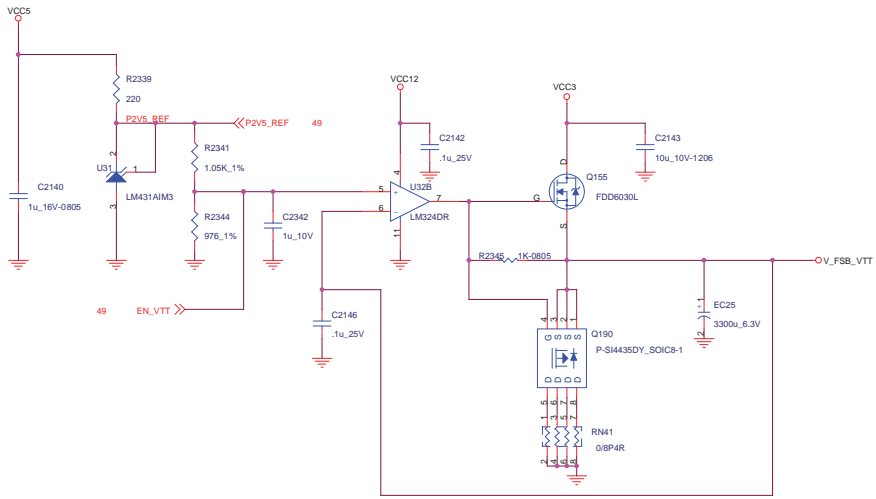 VCC5
R2339
220
P2V5_REF
P2V5_REF 49
VCC12
VCC3
C2142
.1u_25V
C2143
10u_10V-1206
R2341
1.05K_1%
U31
2
1
3
LM431AIM3
C2140
1u_16V-0805
R2344
976_1%
C2342
1u_10V
5
6
+
-
4
11
7
U32B
LM324DR
D
G
S
Q155
FDD6030L
R2345
1K-0805
V_FSB_VTT
49 EN_VTT
C2146
.1u_25V
1
+
2
EC25
3300u_6.3V
4 3 2 1
G S S S
D D D D
Q190
P-SI4435DY_SOIC8-1
5 6 7 8
1 3 5 7
2 4 6 8
RN41
0/8P4R